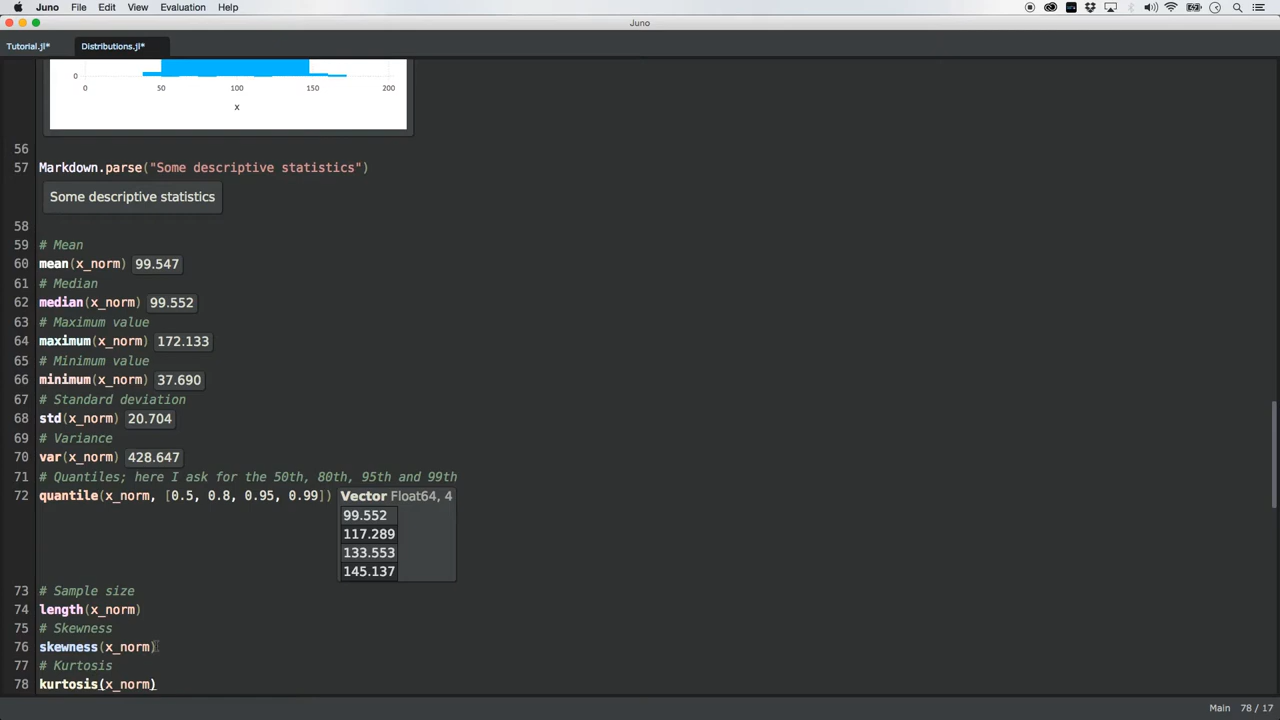 Juno File Edit View Evaluation Help
Juno
Tutorial.jl* Distributions.jl*
0
0 50 100 150 200
x
56
57 Markdown.parse("Some descriptive statistics")
Some descriptive statistics
58
59 # Mean
60 mean(x_norm) 99.547
61 # Median
62 median(x_norm) 99.552
63 # Maximum value
64 maximum(x_norm) 172.133
65 # Minimum value
66 minimum(x_norm) 37.690
67 # Standard deviation
68 std(x_norm) 20.704
69 # Variance
70 var(x_norm) 428.647
71 # Quantiles; here I ask for the 50th, 80th, 95th and 99th
72 quantile(x_norm, [0.5, 0.8, 0.95, 0.99]) Vector Float64, 4
99.552
117.289
133.553
145.137
73 # Sample size
74 length(x_norm)
75 # Skewness
76 skewness(x_norm)
77 # Kurtosis
78 kurtosis(x_norm)
Main 78 / 17